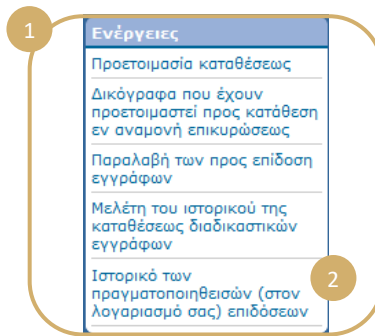 1
Ενέργειες
Προετοιμασία καταθέσεως
Δικόγραφα που έχουν
προετοιμαστεί προς κατάθεση
εν αναμονή επικυρώσεως
Παραλαβή των προς επίδοση
εγγράφων
Μελέτη του ιστορικού της
καταθέσεως διαδικαστικών
εγγράφων
Ιστορικό των
πραγματοποιηθεισών (στον
λογαριασμό σας) επιδόσεων
2